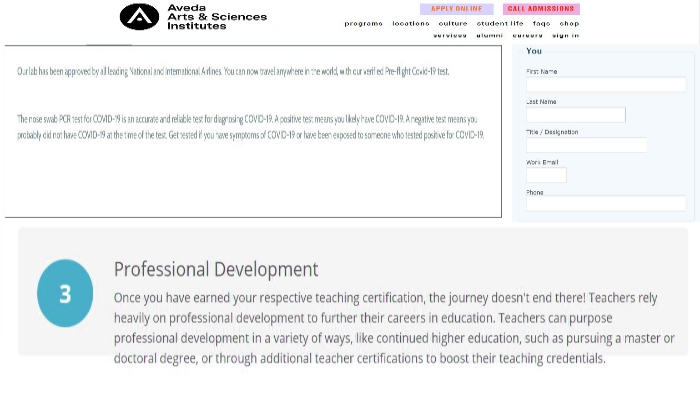 Aveda
Arts & Sciences
Institutes
APPLY ONLINE
CALL ADMISSIONS
programs locations culture student life faqs shop
services alumni careers sign in
Our lab has been approved by all leading National and International Airlines. You can now travel anywhere in the world, with our verified Pre-flight Covid-19 test.
The nose swab PCR test for COVID-19 is an accurate and reliable test for diagnosing COVID-19. A positive test means you likely have COVID-19. A negative test means you
probably did not have COVID-19 at the time of the test. Get tested if you have symptoms of COVID-19 or have been exposed to someone who tested positive for COVID-19.
You
First Name
Last Name
Title / Designation
Work Email
Phone
3
Professional Development
Once you have earned your respective teaching certification, the journey doesn't end there! Teachers rely
heavily on professional development to further their careers in education. Teachers can purpose
professional development in a variety of ways, like continued higher education, such as pursuing a master or
doctoral degree, or through additional teacher certifications to boost their teaching credentials.